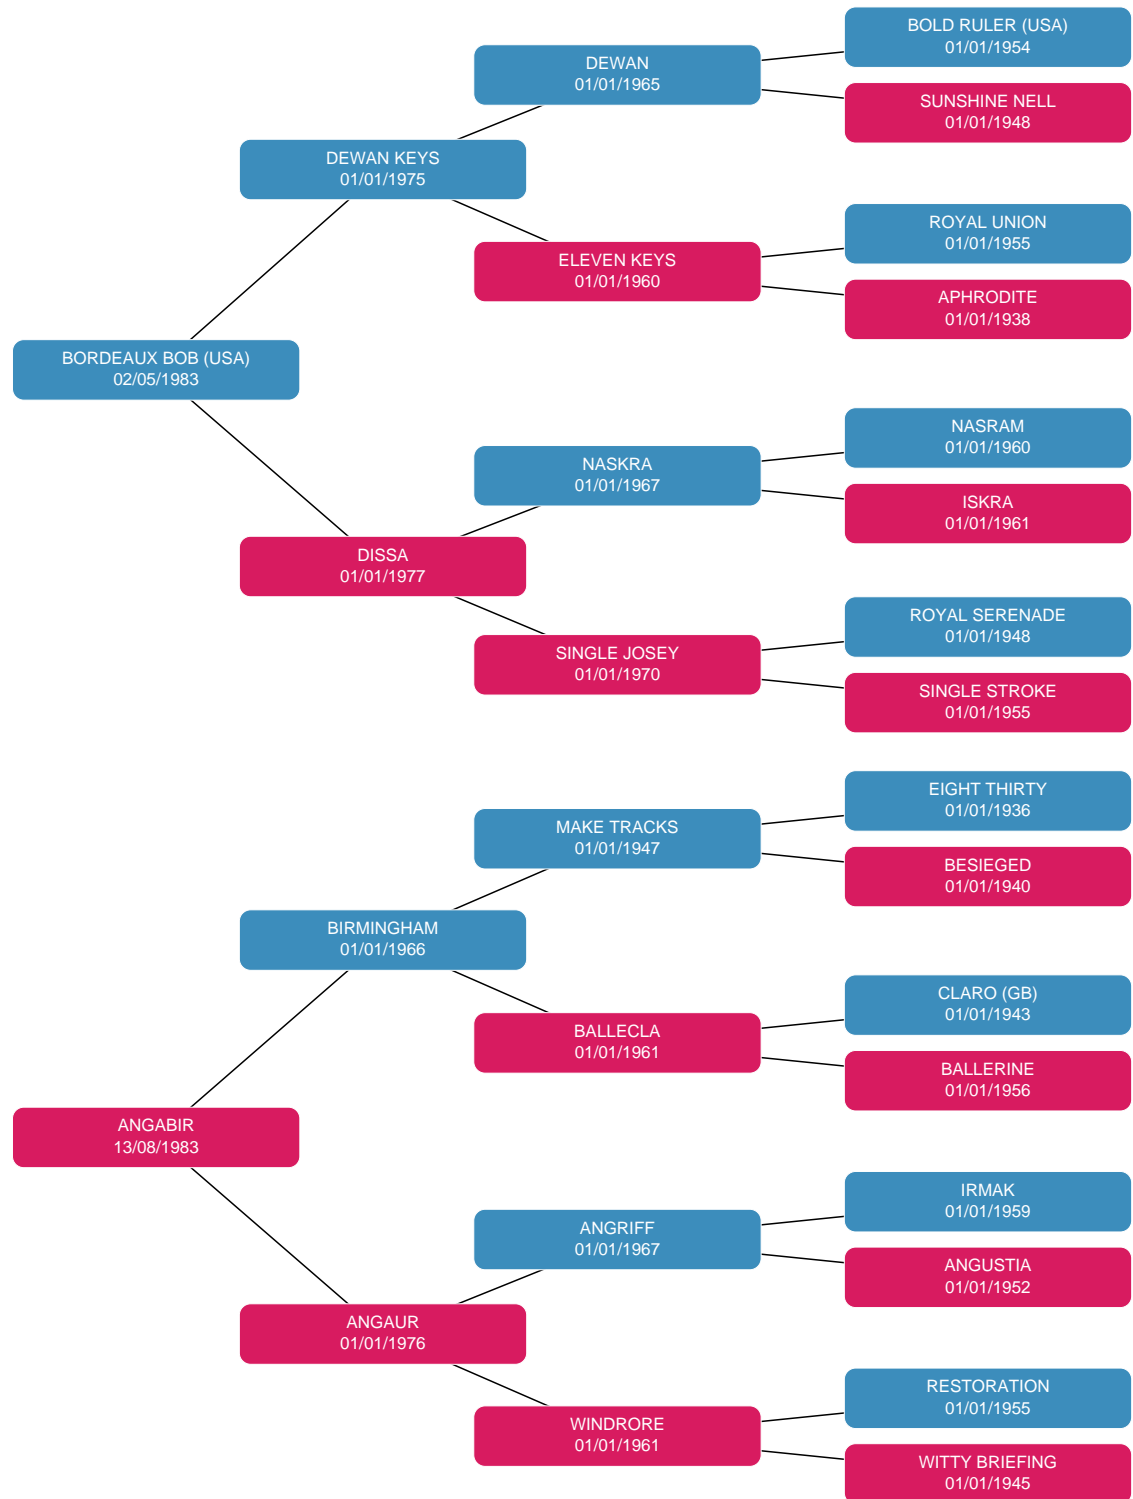 BOLD RULER (USA)
01/01/1954
DEWAN
01/01/1965
SUNSHINE NELL
01/01/1948
DEWAN KEYS
01/01/1975
ROYAL UNION
01/01/1955
ELEVEN KEYS
01/01/1960
APHRODITE
01/01/1938
BORDEAUX BOB (USA)
02/05/1983
NASRAM
01/01/1960
NASKRA
01/01/1967
ISKRA
01/01/1961
DISSA
01/01/1977
ROYAL SERENADE
01/01/1948
SINGLE JOSEY
01/01/1970
SINGLE STROKE
01/01/1955
EIGHT THIRTY
01/01/1936
MAKE TRACKS
01/01/1947
BESIEGED
01/01/1940
BIRMINGHAM
01/01/1966
CLARO (GB)
01/01/1943
BALLECLA
01/01/1961
BALLERINE
01/01/1956
ANGABIR
13/08/1983
IRMAK
01/01/1959
ANGRIFF
01/01/1967
ANGUSTIA
01/01/1952
ANGAUR
01/01/1976
RESTORATION
01/01/1955
WINDRORE
01/01/1961
WITTY BRIEFING
01/01/1945